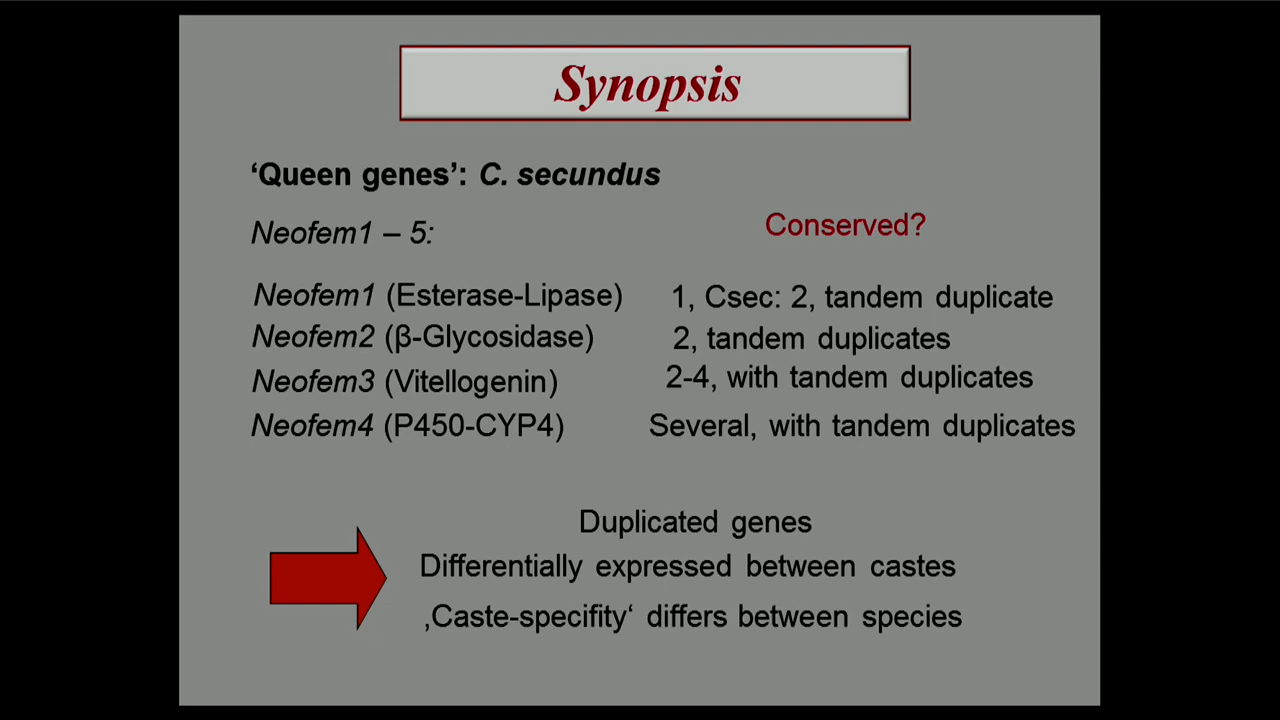 Synopsis
‘Queen genes’: C. secundus
Neofem1 – 5:
Conserved?
Neofem1 (Esterase-Lipase) 1, Csec: 2, tandem duplicate
Neofem2 (β-Glycosidase) 2, tandem duplicates
Neofem3 (Vitellogenin) 2-4, with tandem duplicates
Neofem4 (P450-CYP4) Several, with tandem duplicates
Duplicated genes
Differentially expressed between castes
‚Caste-specifity‘ differs between species